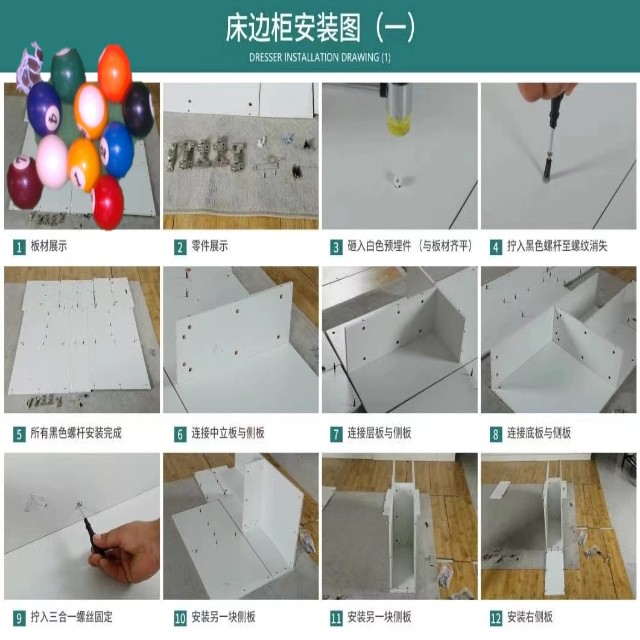 床边柜安装图（一）
DRESSER INSTALLATION DRAWING (1)
1 板材展示
2 零件展示
3 砸入白色预埋件（与板材齐平）
4 拧入黑色螺杆至螺纹消失
5 所有黑色螺杆安装完成
6 连接中立板与侧板
7 连接层板与侧板
8 连接底板与侧板
9 拧入三合一螺丝固定
10 安装另一块侧板
11 安装另一块侧板
12 安装右侧板